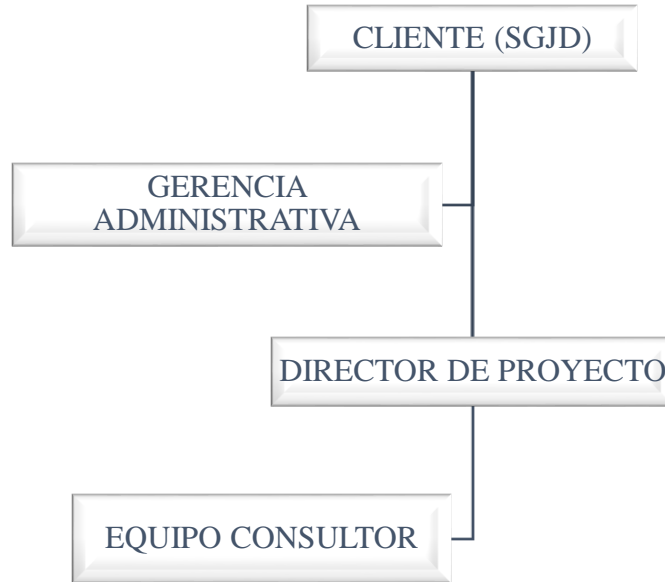 CLIENTE (SGJD)
GERENCIA
ADMINISTRATIVA
DIRECTOR DE PROYECTO
EQUIPO CONSULTOR